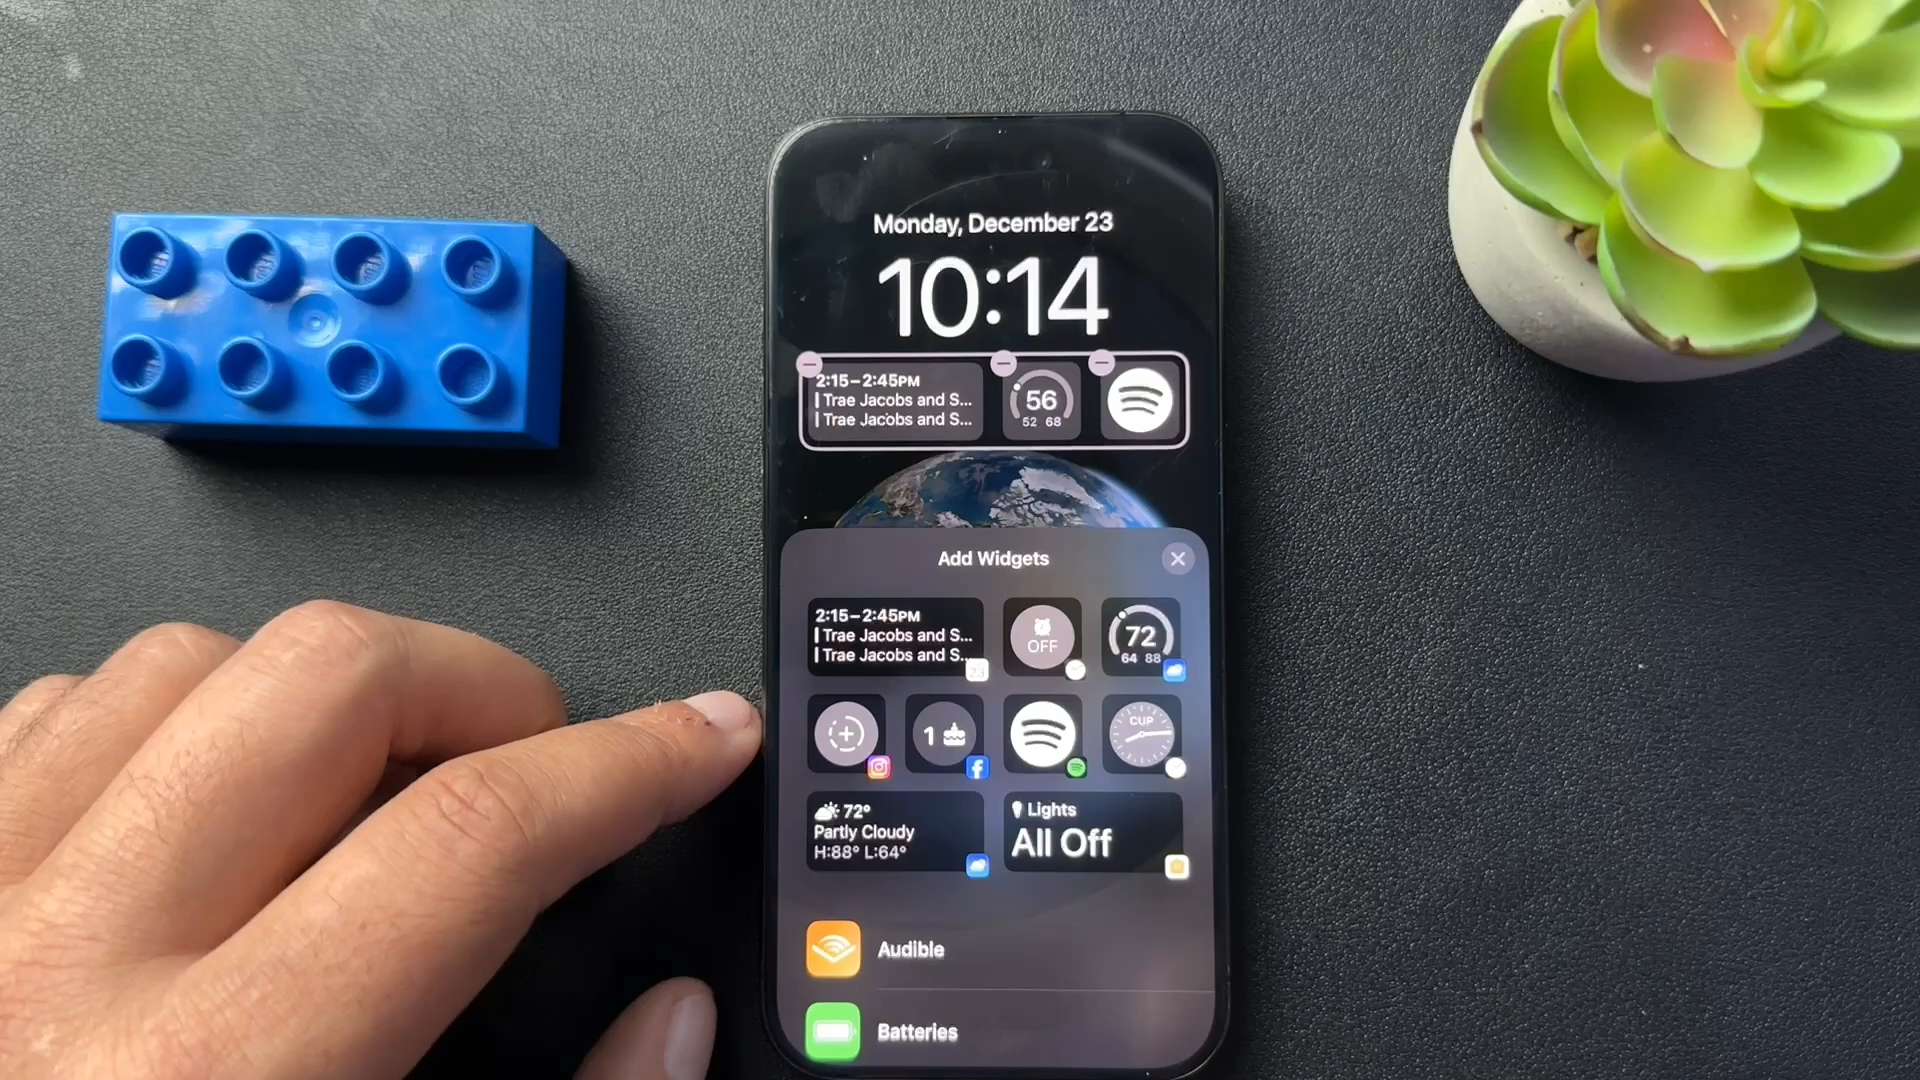 Monday, December 23
10:14
2:15–2:45PM
Trae Jacobs and S...
Trae Jacobs and S...
56
52 68
Add Widgets
2:15–2:45PM
Trae Jacobs and S...
Trae Jacobs and S...
23
OFF
72
64 88
1
CUP
72°
Partly Cloudy
H:88° L:64°
Lights
All Off
Audible
Batteries